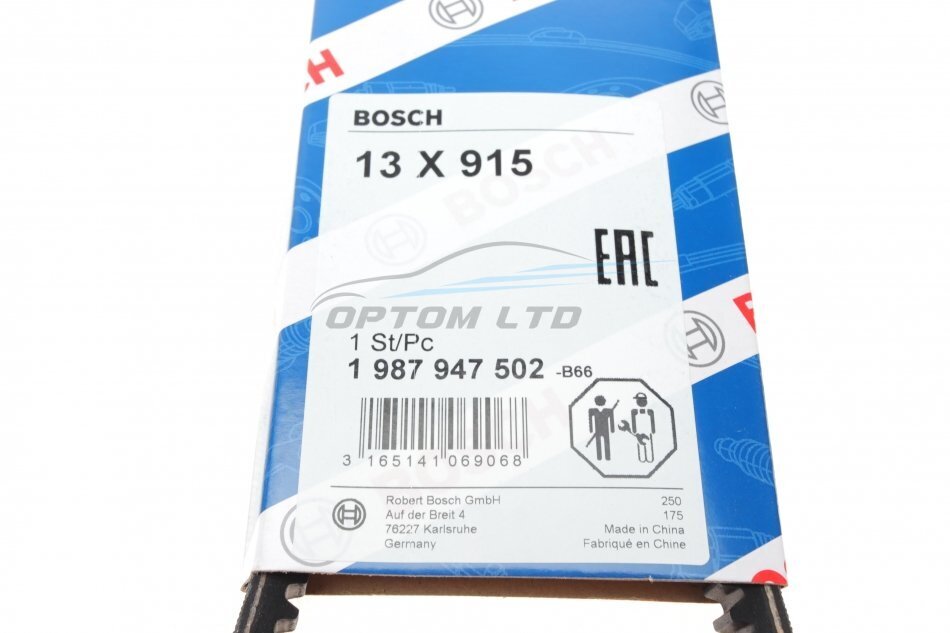 BOSCH
BOSCH
13 X 915
EAC
OPTOM LTD
1 St/Pc
1 987 947 502 -B66
3 165141 069068
Robert Bosch GmbH
Auf der Breit 4
76227 Karlsruhe
Germany
250
175
Made in China
Fabriqué en Chine